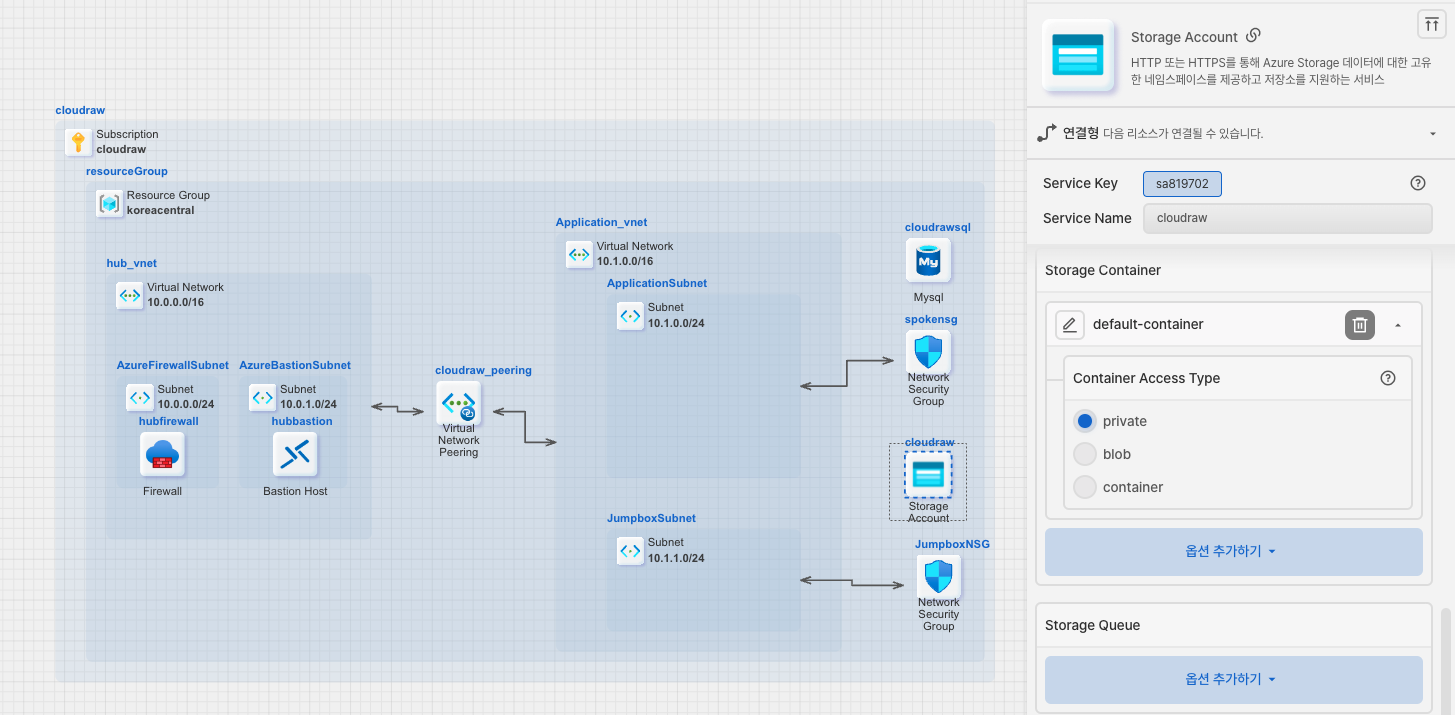 cloudraw
Subscription
cloudraw
resourceGroup
Resource Group
koreacentral
hub_vnet
Virtual Network
10.0.0.0/16
AzureFirewallSubnet
Subnet
10.0.0.0/24
hubfirewall
Firewall
AzureBastionSubnet
Subnet
10.0.1.0/24
hubbastion
Bastion Host
cloudraw_peering
Virtual
Network
Peering
Application_vnet
Virtual Network
10.1.0.0/16
ApplicationSubnet
Subnet
10.1.0.0/24
JumpboxSubnet
Subnet
10.1.1.0/24
cloudrawsql
My
Mysql
spokensg
Network
Security
Group
cloudraw
Storage
Account
JumpboxNSG
Network
Security
Group
Storage Account
HTTP 또는 HTTPS를 통해 Azure Storage 데이터에 대한 고유
한 네임스페이스를 제공하고 저장소를 지원하는 서비스
연결형 다음 리소스가 연결될 수 있습니다.
Service Key sa819702
Service Name cloudraw
Storage Container
default-container
Container Access Type
private
blob
container
옵션 추가하기
Storage Queue
옵션 추가하기